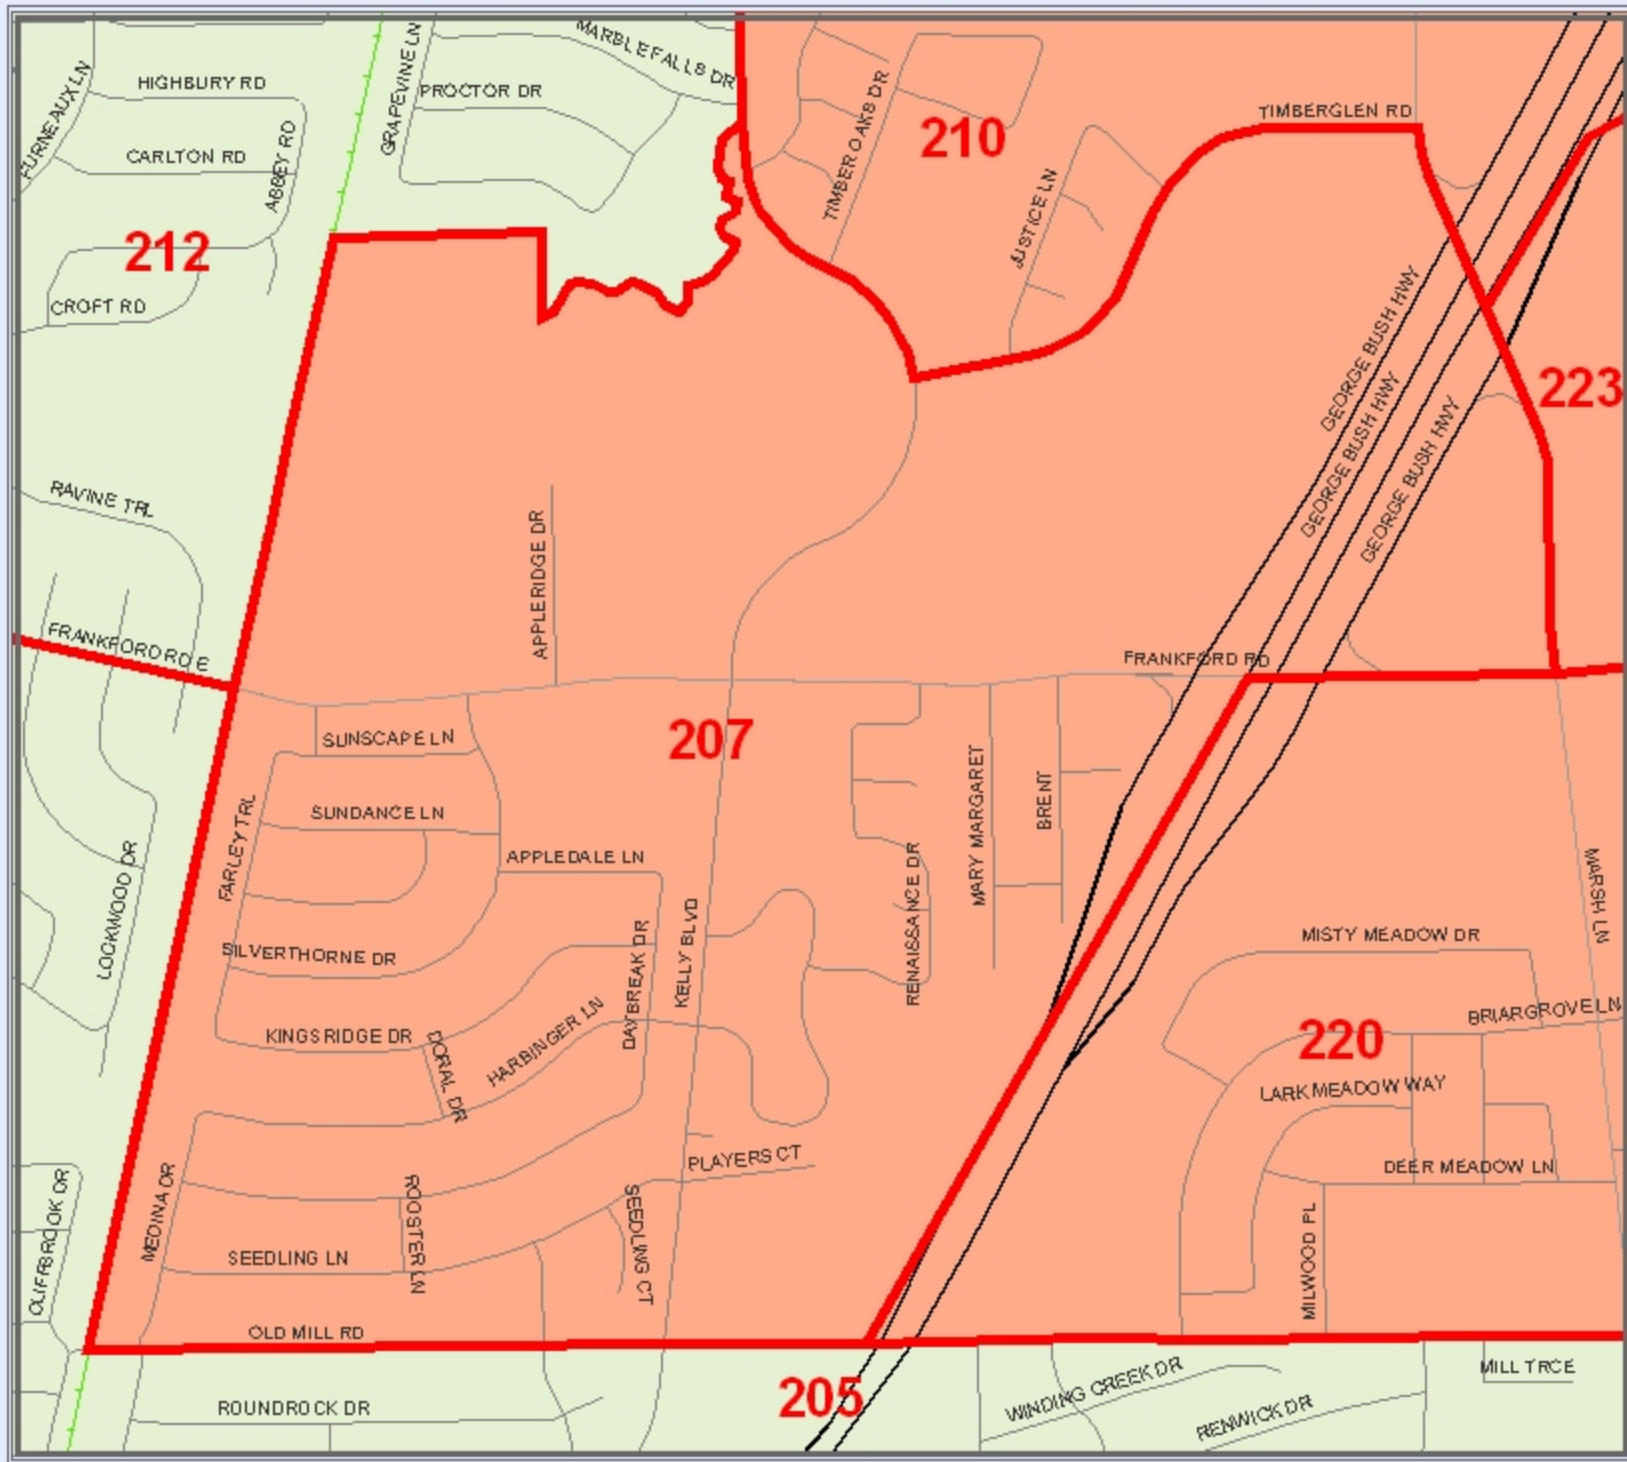 FURNEAUX LN
HIGHBURY RD
GRAPEVINE LN
PROCTOR DR
MARBLE FALLS DR
CARLTON RD
ABBEY RD
212
CROFT RD
TIMBER OAKS DR
210
JUSTICE LN
TIMBERGLEN RD
GEORGE BUSH HWY
GEORGE BUSH HWY
GEORGE BUSH HWY
223
RAVINE TRL
APPLERIDGE DR
FRANKFORD RD E
FRANKFORD RD
207
SUNSCAPE LN
FARLEY TRL
SUNDANCE LN
APPLEDALE LN
LOCKWOOD DR
SILVERTHORNE DR
KINGSRIDGE DR
DORAL DR
HARBINGER LN
DAYBREAK DR
KELLY BLVD
RENAISSANCE DR
MARY MARGARET
BRENT
MARSH LN
MISTY MEADOW DR
BRIARGROVE LN
220
LARK MEADOW WAY
DEER MEADOW LN
MILWOOD PL
PLAYERS CT
CLIFFBROOK DR
MEDINA DR
ROOSTER LN
SEEDLING LN
SEEDLING CT
OLD MILL RD
ROUNDROCK DR
205
WINDING CREEK DR
RENWICK DR
MILL TRCE